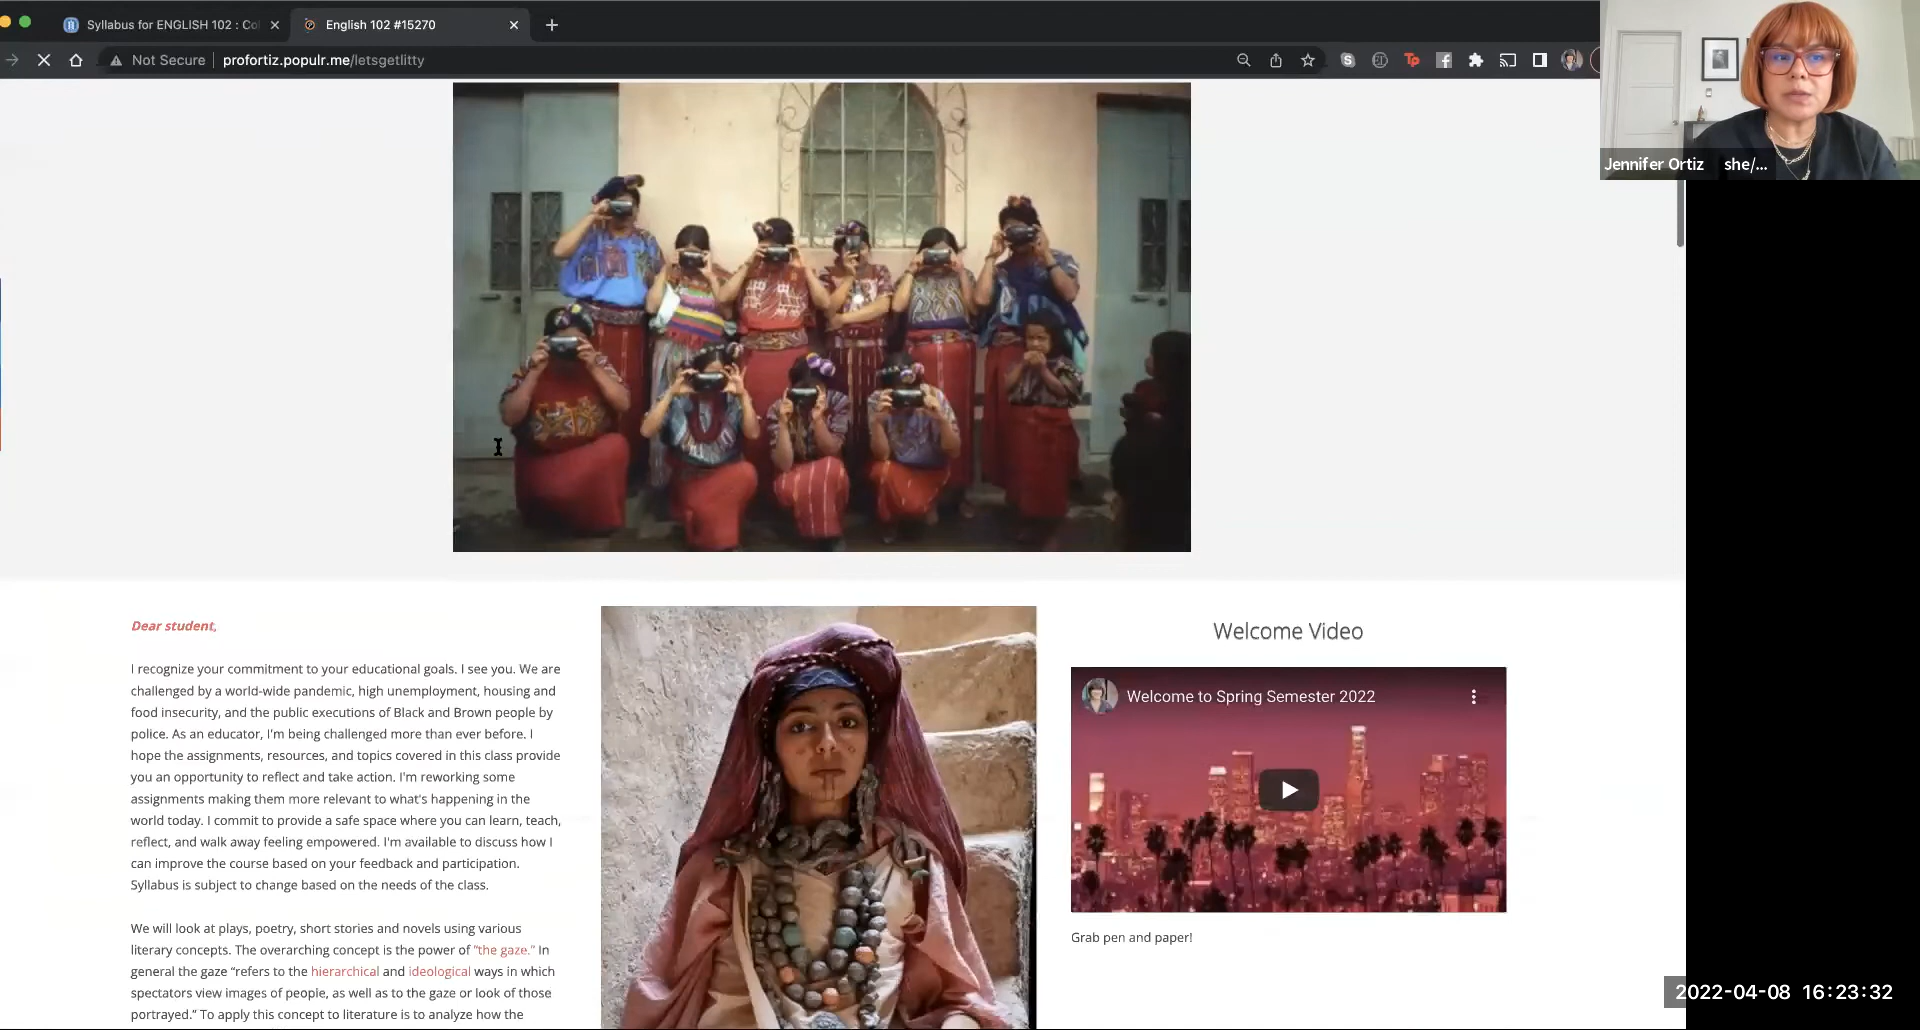 Syllabus for ENGLISH 102 : Co
English 102 #15270
Not Secure
profortiz.populr.me/letsgetlitty
Jennifer Ortiz she/...
Dear student,
I recognize your commitment to your educational goals. I see you. We are
challenged by a world-wide pandemic, high unemployment, housing and
food insecurity, and the public executions of Black and Brown people by
police. As an educator, I'm being challenged more than ever before. I
hope the assignments, resources, and topics covered in this class provide
you an opportunity to reflect and take action. I'm reworking some
assignments making them more relevant to what's happening in the
world today. I commit to provide a safe space where you can learn, teach,
reflect, and walk away feeling empowered. I'm available to discuss how I
can improve the course based on your feedback and participation.
Syllabus is subject to change based on the needs of the class.
We will look at plays, poetry, short stories and novels using various
literary concepts. The overarching concept is the power of "the gaze." In
general the gaze “refers to the hierarchical and ideological ways in which
spectators view images of people, as well as to the gaze or look of those
portrayed.” To apply this concept to literature is to analyze how the
Welcome Video
Welcome to Spring Semester 2022
Grab pen and paper!
2022-04-08 16:23:32